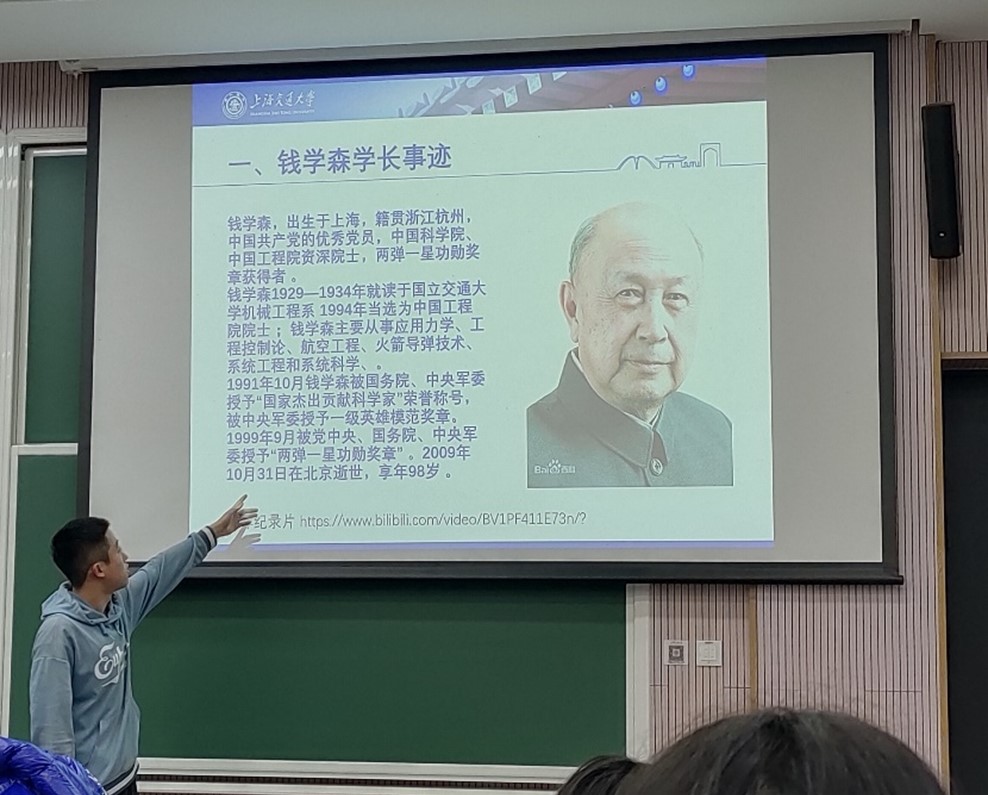 上海交通大学
一、钱学森学长事迹
钱学森，出生于上海，籍贯浙江杭州，
中国共产党的优秀党员，中国科学院、
中国工程院资深院士，两弹一星功勋奖
章获得者 。
钱学森1929—1934年就读于国立交通大
学机械工程系 1994年当选为中国工程
院院士 ；钱学森主要从事应用力学、工
程控制论、航空工程、火箭导弹技术、
系统工程和系统科学、。
1991年10月钱学森被国务院、中央军委
授予“国家杰出贡献科学家”荣誉称号，
被中央军委授予一级英雄模范奖章。
1999年9月被党中央、国务院、中央军
委授予“两弹一星功勋奖章” 。2009年
10月31日在北京逝世，享年98岁 。
Bai百科
纪录片 https://www.bilibili.com/video/BV1PF411E73n/?